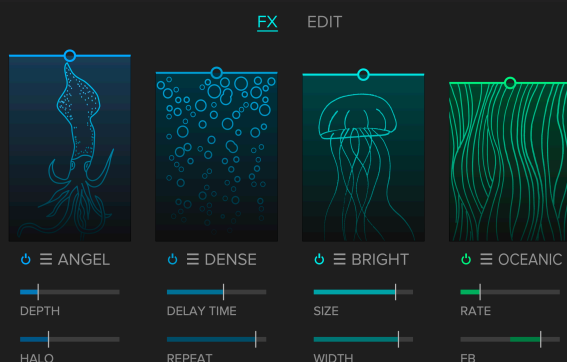 FX EDIT
ANGEL DENSE BRIGHT OCEANIC
DEPTH DELAY TIME SIZE RATE
HALO REPEAT WIDTH FB